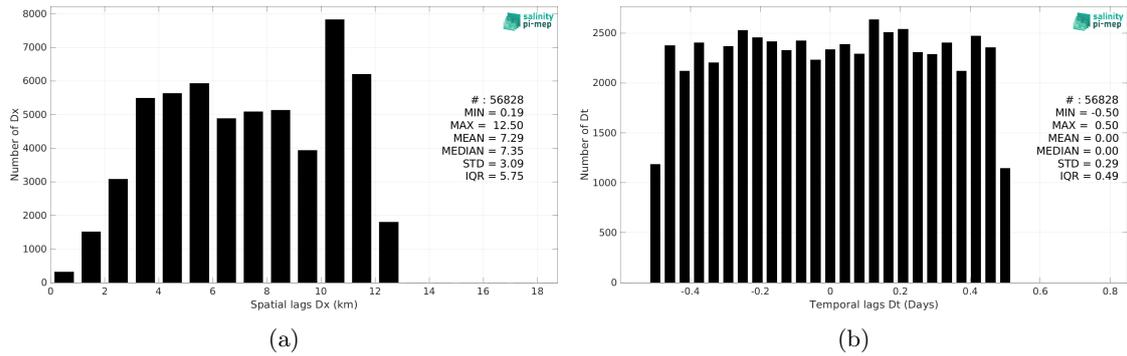 salinity
pi-mep
8000
7000
6000
5000
4000
3000
2000
1000
0
Number of Dx
# : 56828
MIN = 0.19
MAX = 12.50
MEAN = 7.29
MEDIAN = 7.35
STD = 3.09
IQR = 5.75
0 2 4 6 8 10 12 14 16 18
Spatial lags Dx (km)
(a)
salinity
pi-mep
2500
2000
1500
1000
500
0
Number of Dt
# : 56828
MIN = -0.50
MAX = 0.50
MEAN = 0.00
MEDIAN = 0.00
STD = 0.29
IQR = 0.49
-0.4 -0.2 0 0.2 0.4 0.6 0.8
Temporal lags Dt (Days)
(b)